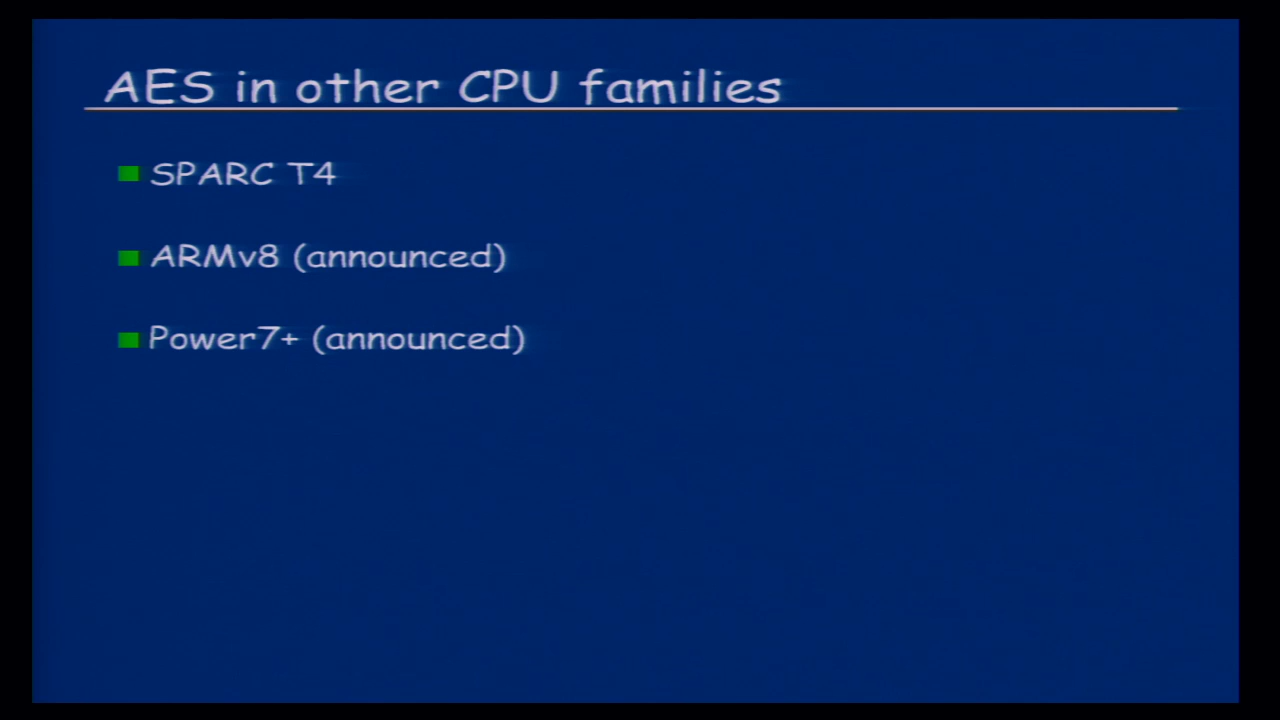 AES in other CPU families
SPARC T4
ARMv8 (announced)
Power7+ (announced)